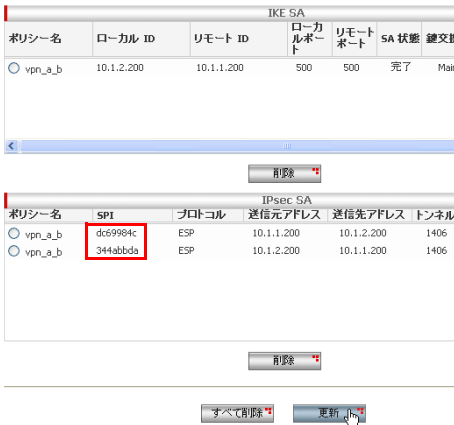 IKE SA
ポリシー名 ローカル ID リモート ID ローカルポート リモートポート SA 状態 鍵交換
vpn_a_b 10.1.2.200 10.1.1.200 500 500 完了 Mai
削除
IPsec SA
ポリシー名 SPI プロトコル 送信元アドレス 送信先アドレス トンネル
vpn_a_b dc69984c ESP 10.1.1.200 10.1.2.200 1406
vpn_a_b 344abbda ESP 10.1.2.200 10.1.1.200 1406
削除
すべて削除 更新